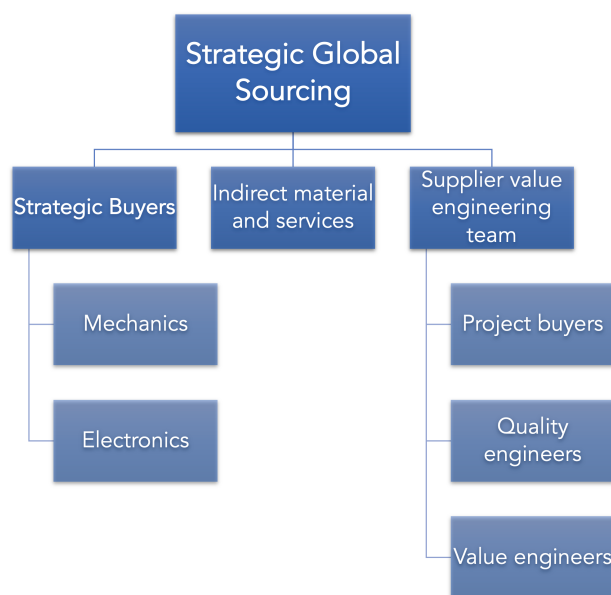 Strategic Global
Sourcing
Strategic Buyers
Indirect material
and services
Supplier value
engineering
team
Mechanics
Electronics
Project buyers
Quality
engineers
Value engineers